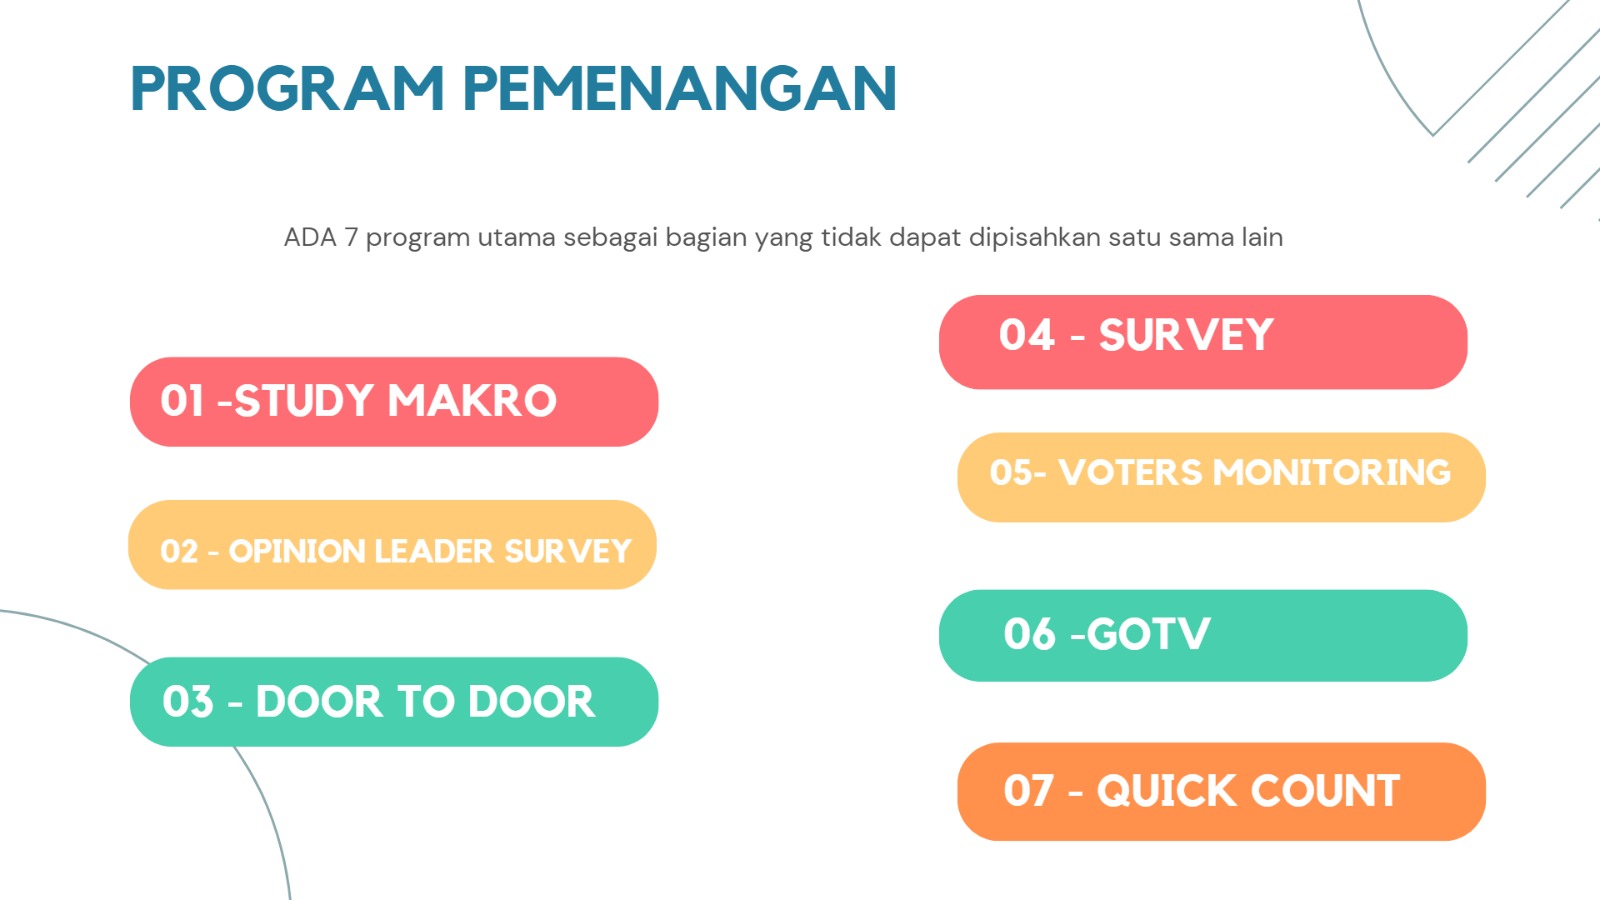 PROGRAM PEMENANGAN
ADA 7 program utama sebagai bagian yang tidak dapat dipisahkan satu sama lain
01 -STUDY MAKRO
02 - OPINION LEADER SURVEY
03 - DOOR TO DOOR
04 - SURVEY
05- VOTERS MONITORING
06 -GOTV
07 - QUICK COUNT